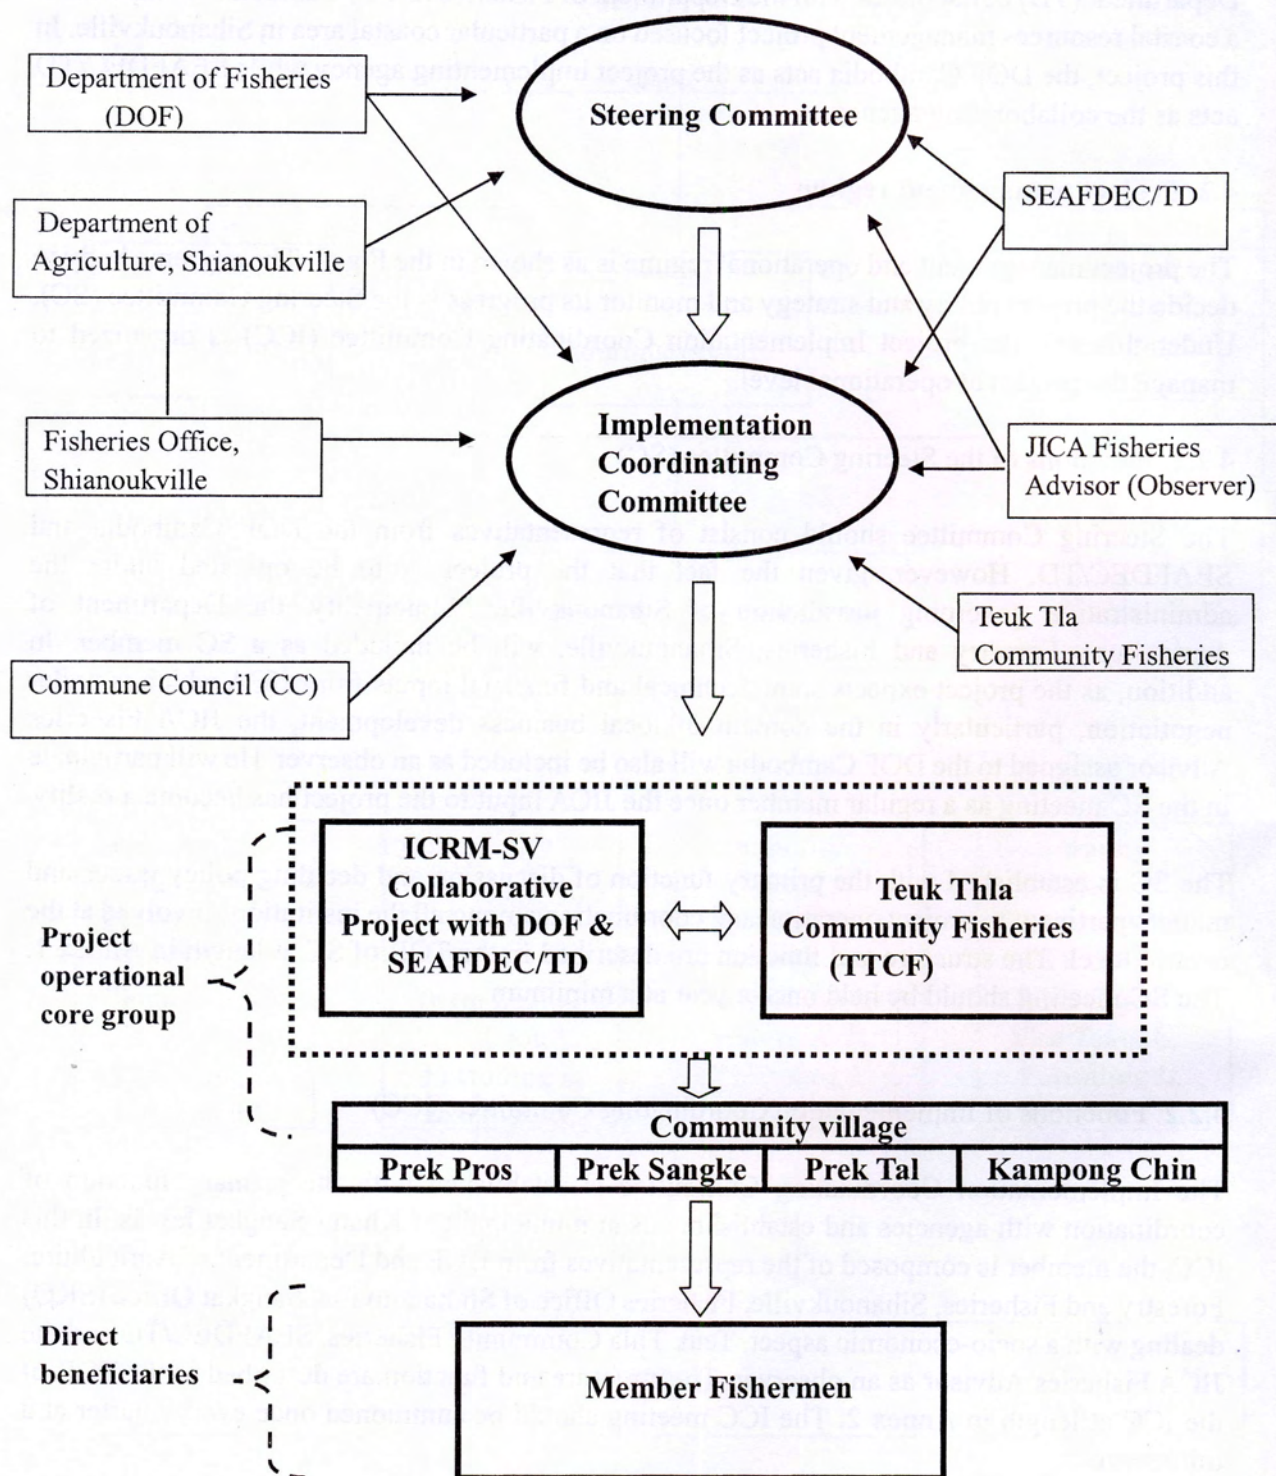 Department of Fisheries
(DOF)
Steering Committee
SEAFDEC/TD
Department of
Agriculture, Shianoukville
Fisheries Office,
Shianoukville
Implementation
Coordinating
Committee
JICA Fisheries
Advisor (Observer)
Teuk Tla
Community Fisheries
Commune Council (CC)
Project
operational
core group
ICRM-SV
Collaborative
Project with DOF &
SEAFDEC/TD
Teuk Tlla
Community Fisheries
(TTCF)
Community village
Prek Pros
Prek Sangke
Prek Tal
Kampong Chin
Direct
beneficiaries
Member Fishermen